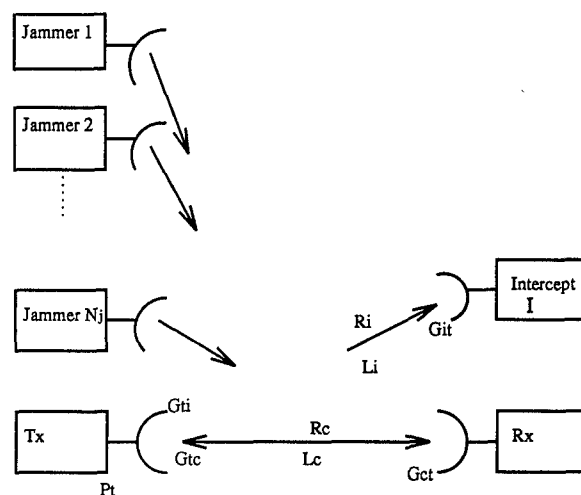 Jammer 1
Jammer 2
Jammer Nj
Intercept
I
Ri
Git
Li
Gti
Tx
Rc
Rx
Gtc
Lc
Gct
Pt